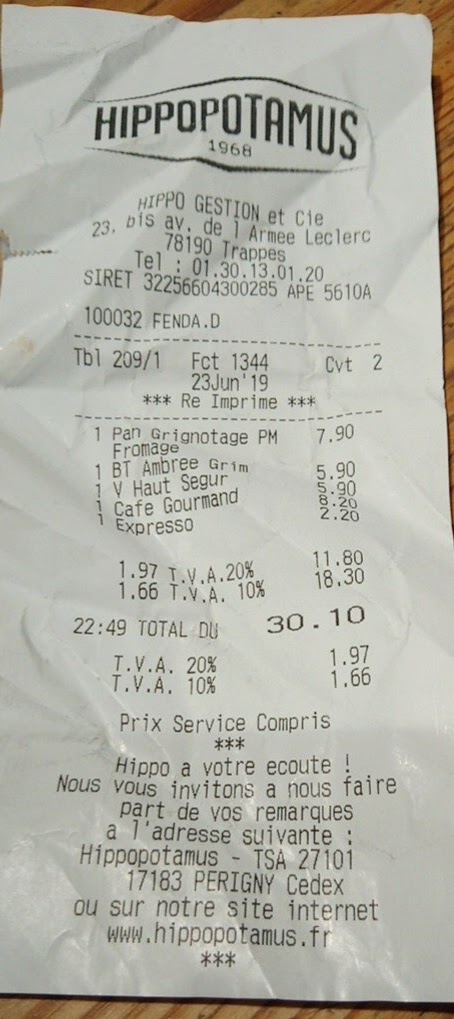 HIPPOPOTAMUS
1968
HIPPO GESTION et Cie
23, bis av. de l Armee Leclerc
78190 Trappes
Tel : 01.30.13.01.20
SIRET 32256604300285 APE 5610A
100032 FENDA.D
Tbl 209/1 Fct 1344 Cvt 2
23Jun'19
*** Re Imprime ***
1 Pan Grignotage PM 7.90
Fromage
1 BT Ambree Grim 5.90
1 V Haut Segur 5.90
1 Cafe Gourmand 8.20
1 Expresso 2.20
1.97 T.V.A.20% 11.80
1.66 T.V.A. 10% 18.30
22:49 TOTAL DU 30.10
T.V.A. 20% 1.97
T.V.A. 10% 1.66
Prix Service Compris
***
Hippo a votre ecoute !
Nous vous invitons a nous faire
part de vos remarques
a l'adresse suivante :
Hippopotamus - TSA 27101
17183 PERIGNY Cedex
ou sur notre site internet
www.hippopotamus.fr
***